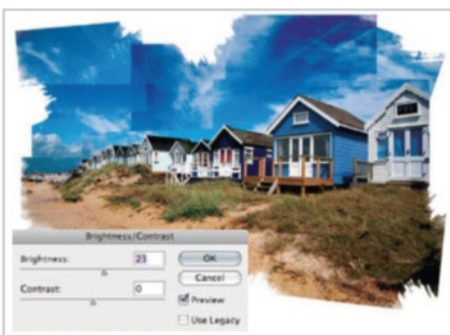 Brightness/Contrast
Brightness: 23 OK
Cancel
Contrast: 0
Preview
Use Legacy